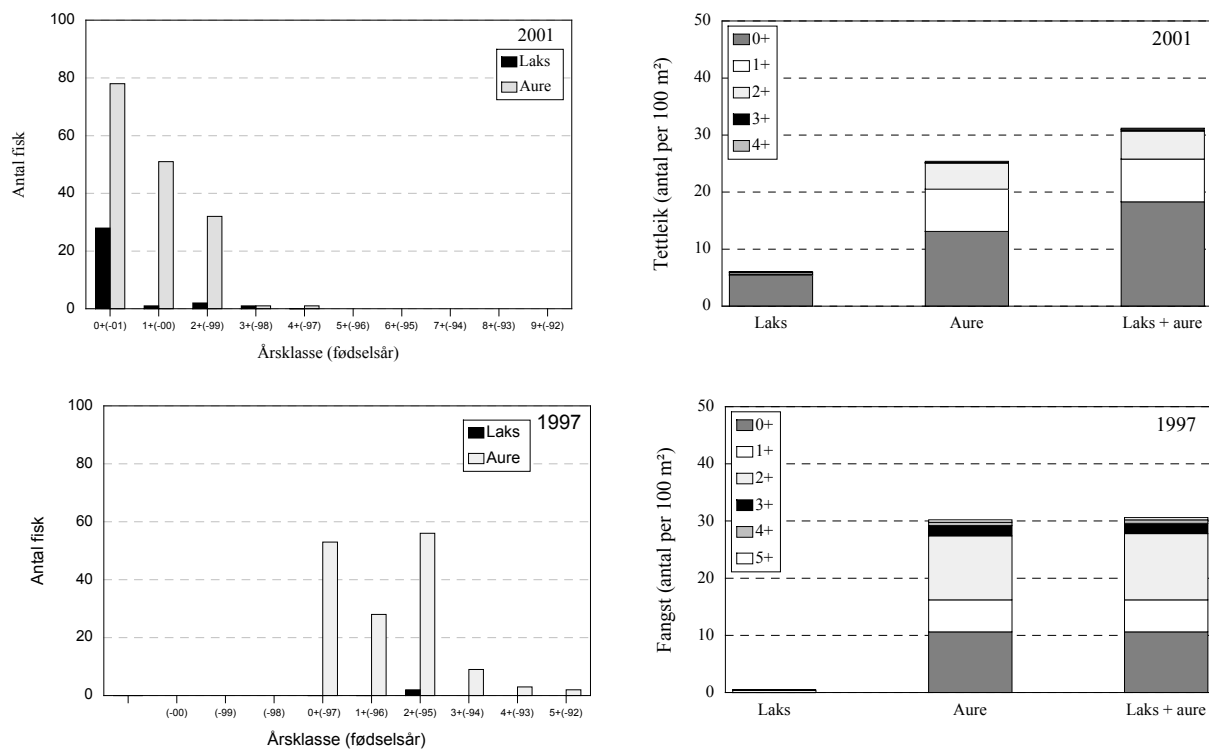 100
80
60
40
20
0
Antal fisk
2001
Laks
Aure
0+(-01) 1+(-00) 2+(-99) 3+(-98) 4+(-97) 5+(-96) 6+(-95) 7+(-94) 8+(-93) 9+(-92)
Årsklasse (fødselsår)
50
40
30
20
10
0
Tettleik (antal per 100 m²)
2001
0+
1+
2+
3+
4+
Laks Aure Laks + aure
100
80
60
40
20
0
Antal fisk
1997
Laks
Aure
(-00) (-99) (-98) 0+(-97) 1+(-96) 2+(-95) 3+(-94) 4+(-93) 5+(-92)
Årsklasse (fødselsår)
50
40
30
20
10
0
Fangst (antal per 100 m²)
1997
0+
1+
2+
3+
4+
5+
Laks Aure Laks + aure